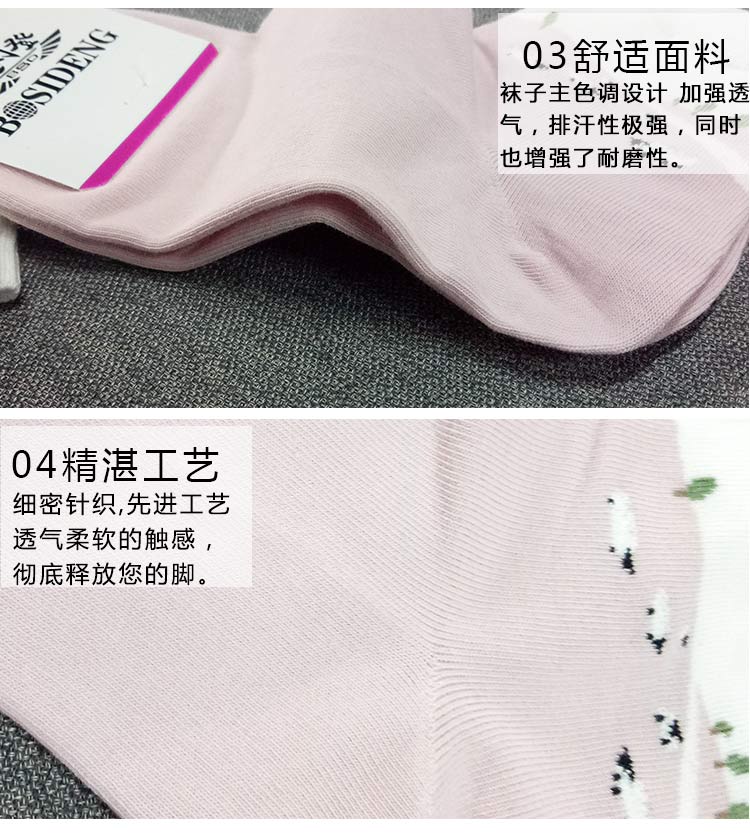 BOSIDENG
03舒适面料
袜子主色调设计 加强透
气，排汗性极强，同时
也增强了耐磨性。
04精湛工艺
细密针织,先进工艺
透气柔软的触感，
彻底释放您的脚。